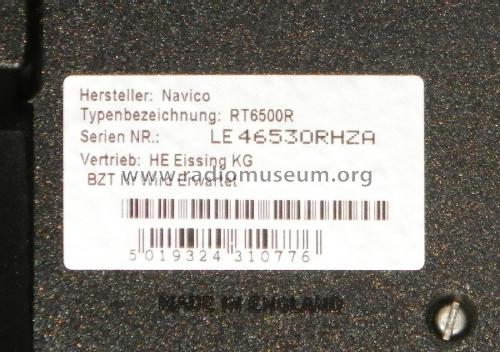 Hersteller: Navico
Typenbezeichnung: RT6500R
Serien NR.: LE46530RHZA
Vertrieb: HE Eissing KG
BZT Nr Wird Erwartet
www.radiomuseum.org
5 019324 310776
MADE IN ENGLAND